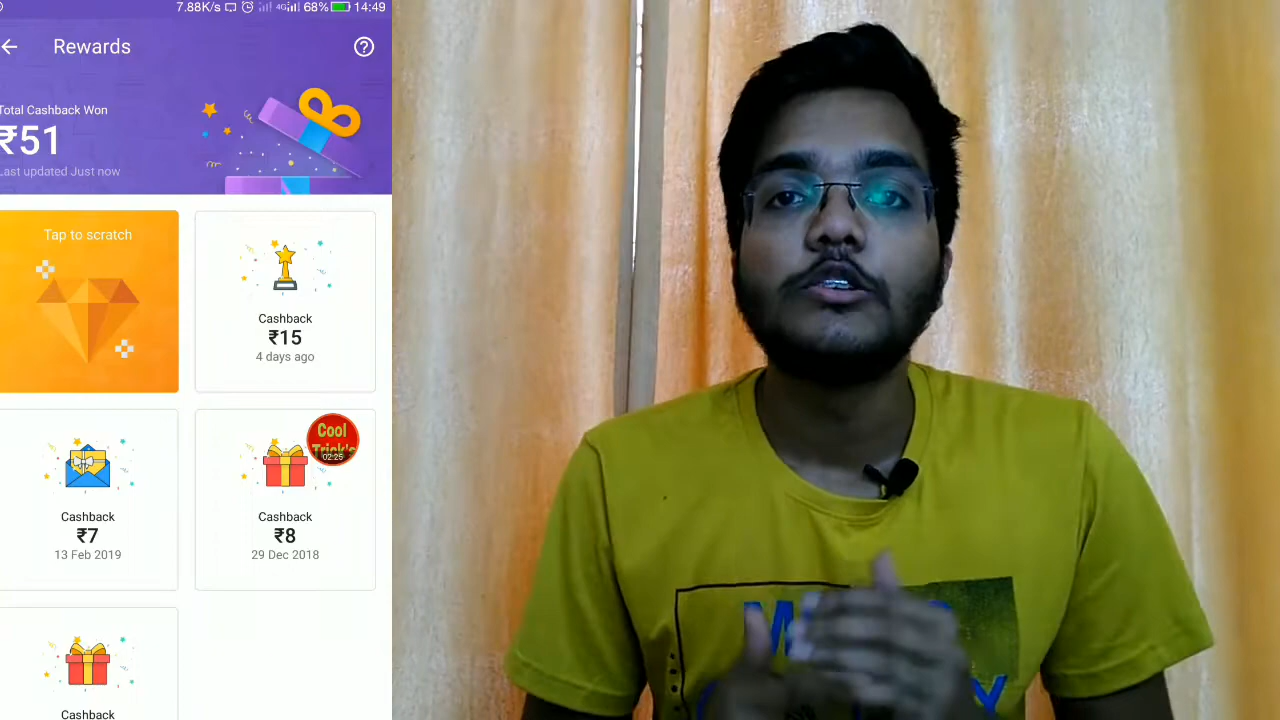 7.88K/s 4G 68% 14:49
Rewards
Total Cashback Won
₹51
Last updated Just now
Tap to scratch
Cashback
₹15
4 days ago
Cashback
₹7
13 Feb 2019
Cool
Trick's
02:25
Cashback
₹8
29 Dec 2018
Cashback